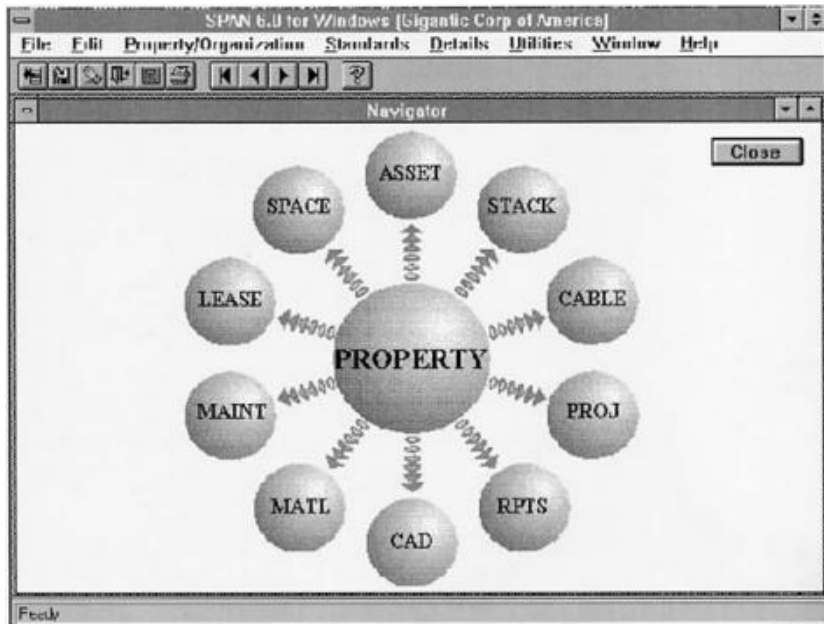 SPAN 6.0 for Windows [Gigantic Corp of America]
File Edit Property/Organization Standards Details Utilities Window Help
Navigator
Close
ASSET
SPACE
STACK
LEASE
CABLE
PROPERTY
MAINT
PROJ
MATL
RPTS
CAD
Ready